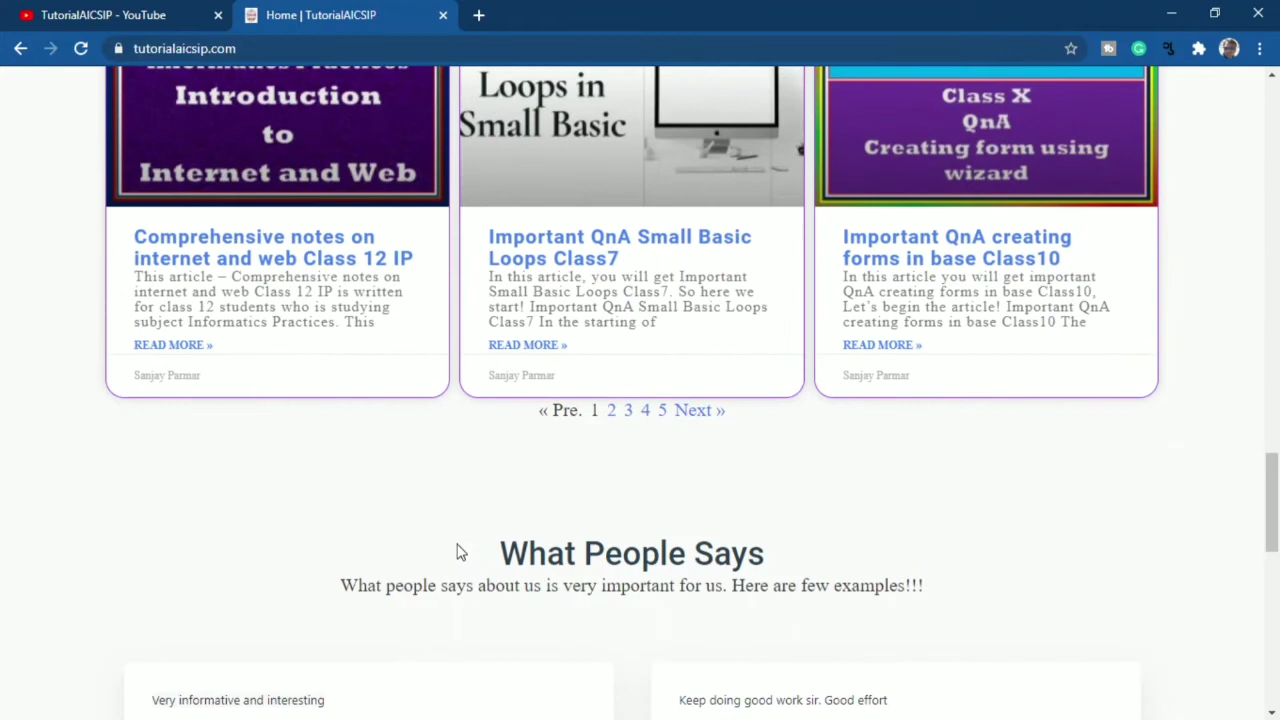 TutorialAICSIP - YouTube
Home | TutorialAICSIP
tutorialaicsip.com
Introduction
to
Internet and Web
Loops in
Small Basic
Class X
QnA
Creating form using
wizard
Comprehensive notes on
internet and web Class 12 IP
This article – Comprehensive notes on
internet and web Class 12 IP is written
for class 12 students who is studying
subject Informatics Practices. This
READ MORE »
Sanjay Parmar
Important QnA Small Basic
Loops Class7
In this article, you will get Important
Small Basic Loops Class7. So here we
start! Important QnA Small Basic Loops
Class7 In the starting of
READ MORE »
Sanjay Parmar
Important QnA creating
forms in base Class10
In this article you will get important
QnA creating forms in base Class10,
Let's begin the article! Important QnA
creating forms in base Class10 The
READ MORE »
Sanjay Parmar
« Pre. 1 2 3 4 5 Next »
What People Says
What people says about us is very important for us. Here are few examples!!!
Very informative and interesting
Keep doing good work sir. Good effort